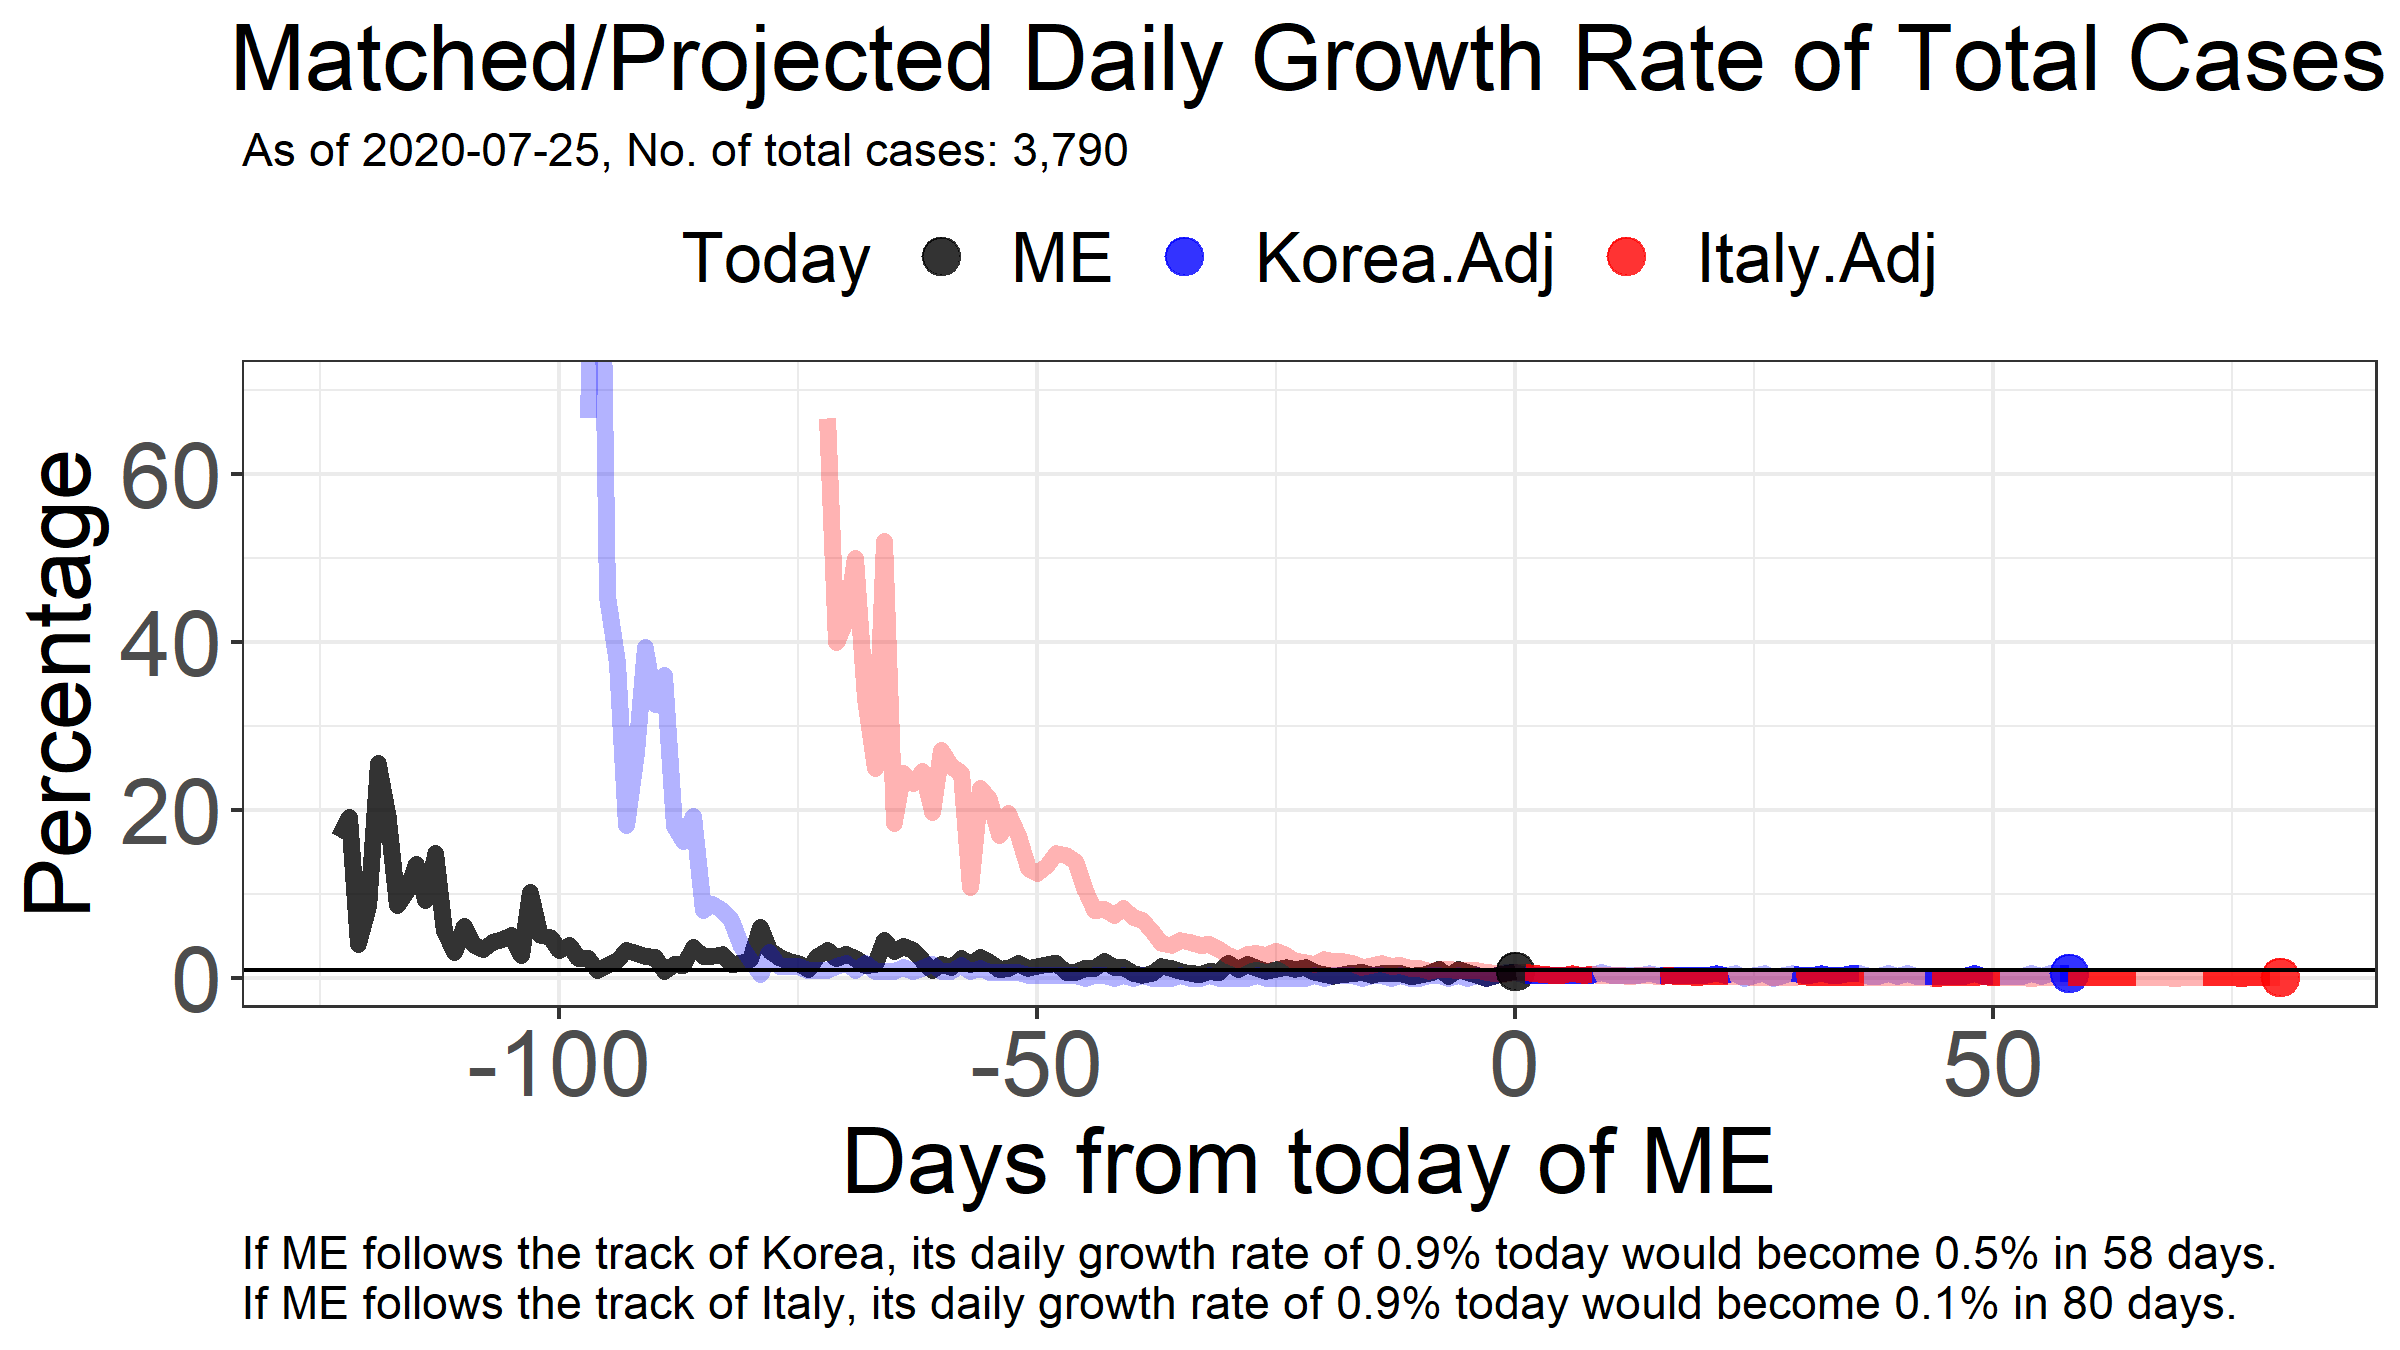 Matched/Projected Daily Growth Rate of Total Cases
As of 2020-07-25, No. of total cases: 3,790
Today ME Korea.Adj Italy.Adj
Percentage
60
40
20
0
-100 -50 0 50
Days from today of ME
If ME follows the track of Korea, its daily growth rate of 0.9% today would become 0.5% in 58 days.
If ME follows the track of Italy, its daily growth rate of 0.9% today would become 0.1% in 80 days.